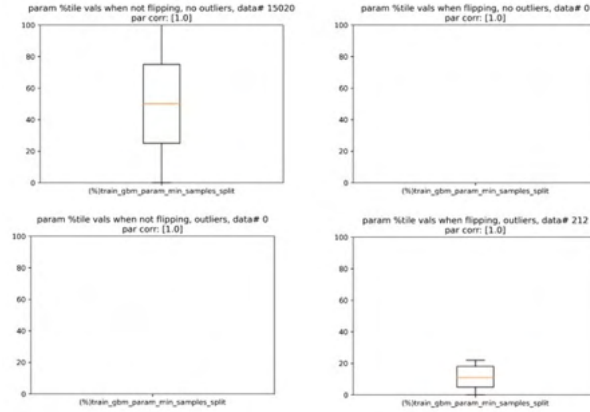 param %tile vals when not flipping, no outliers, data# 15020
par corr: [1.0]
100
80
60
40
20
0
(%)train_gbm_param_min_samples_split
param %tile vals when flipping, no outliers, data# 0
par corr: [1.0]
100
80
60
40
20
0
(%)train_gbm_param_min_samples_split
param %tile vals when not flipping, outliers, data# 0
par corr: [1.0]
100
80
60
40
20
0
(%)train_gbm_param_min_samples_split
param %tile vals when flipping, outliers, data# 212
par corr: [1.0]
100
80
60
40
20
0
(%)train_gbm_param_min_samples_split